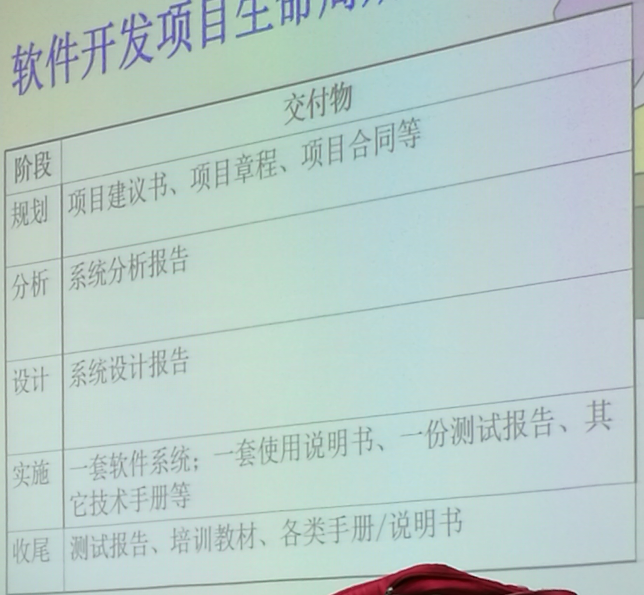 软件开发项目生命周期
阶段
交付物
规划
项目建议书、项目章程、项目合同等
分析
系统分析报告
设计
系统设计报告
实施
一套软件系统；一套使用说明书、一份测试报告、其
它技术手册等
收尾
测试报告、培训教材、各类手册/说明书